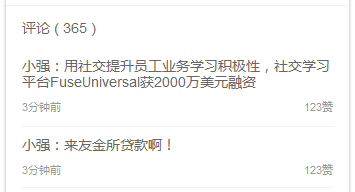 评论（365）
小强：用社交提升员工业务学习积极性，社交学习
平台FuseUniversal获2000万美元融资
3分钟前 123赞
小强：来友金所贷款啊！
3分钟前 123赞